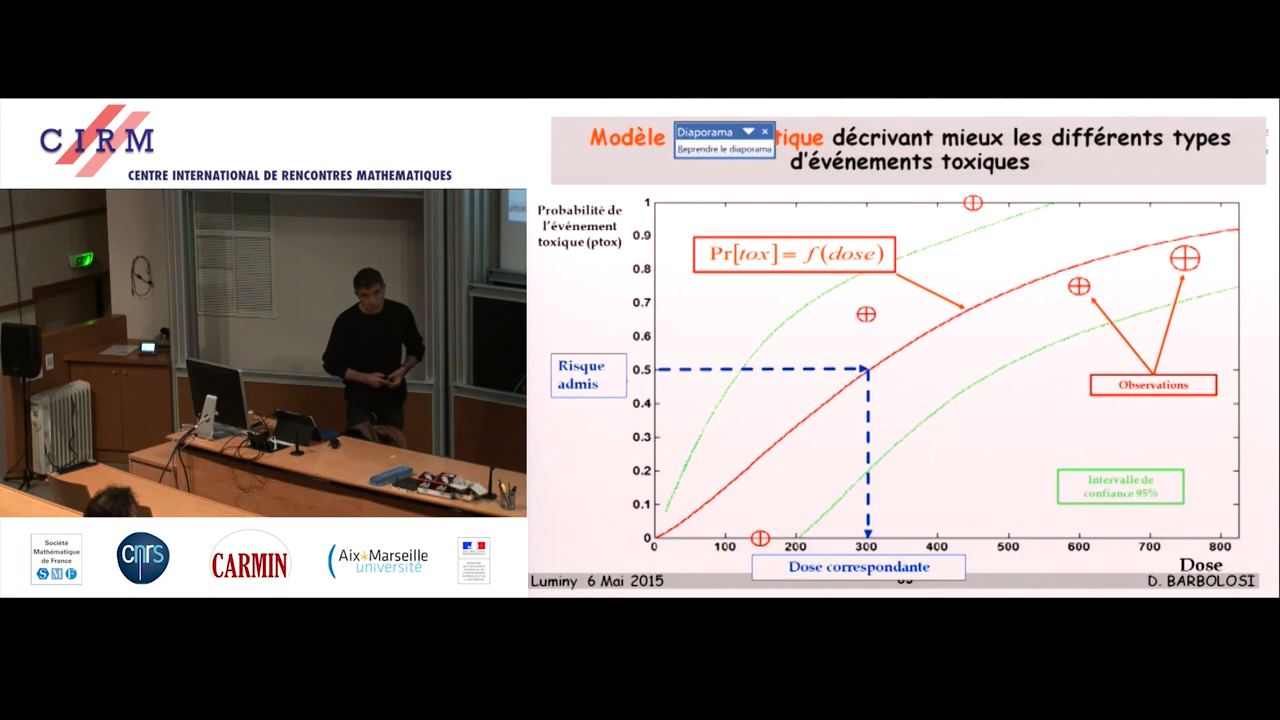 CIRM
CENTRE INTERNATIONAL DE RENCONTRES MATHEMATIQUES
Société
Mathématique
de France
SMF
cnrs
CARMIN
Aix*Marseille
université
Modèle tique décrivant mieux les différents types
d'événements toxiques
Diaporama
Reprendre le diaporama
Probabilité de
l'événement
toxique (ptox)
1
0.9
0.8
0.7
0.6
0.5
0.4
0.3
0.2
0.1
0
Pr[tox] = f(dose)
Risque
admis
Observations
Intervalle de
confiance 95%
0 100 200 300 400 500 600 700 800
Dose correspondante
Dose
Luminy 6 Mai 2015
D. BARBOLOSI